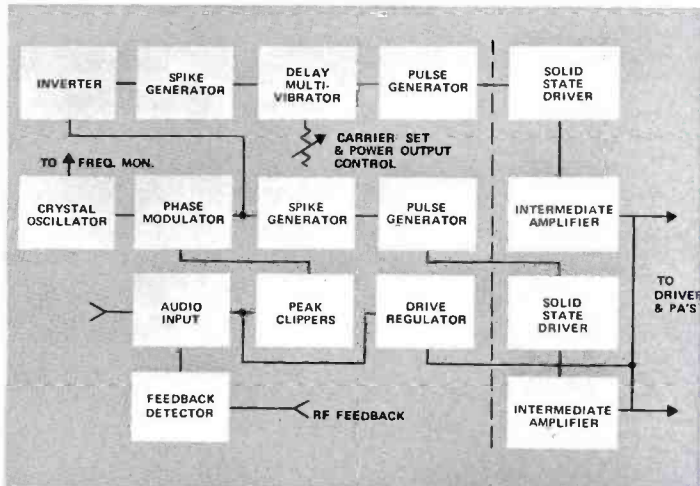 INVERTER
SPIKE
GENERATOR
DELAY
MULTI-
VIBRATOR
PULSE
GENERATOR
SOLID
STATE
DRIVER
CARRIER SET
& POWER OUTPUT
CONTROL
TO FREQ. MON.
CRYSTAL
OSCILLATOR
PHASE
MODULATOR
SPIKE
GENERATOR
PULSE
GENERATOR
INTERMEDIATE
AMPLIFIER
TO
DRIVER
& PA'S
AUDIO
INPUT
PEAK
CLIPPERS
DRIVE
REGULATOR
SOLID
STATE
DRIVER
FEEDBACK
DETECTOR
RF FEEDBACK
INTERMEDIATE
AMPLIFIER